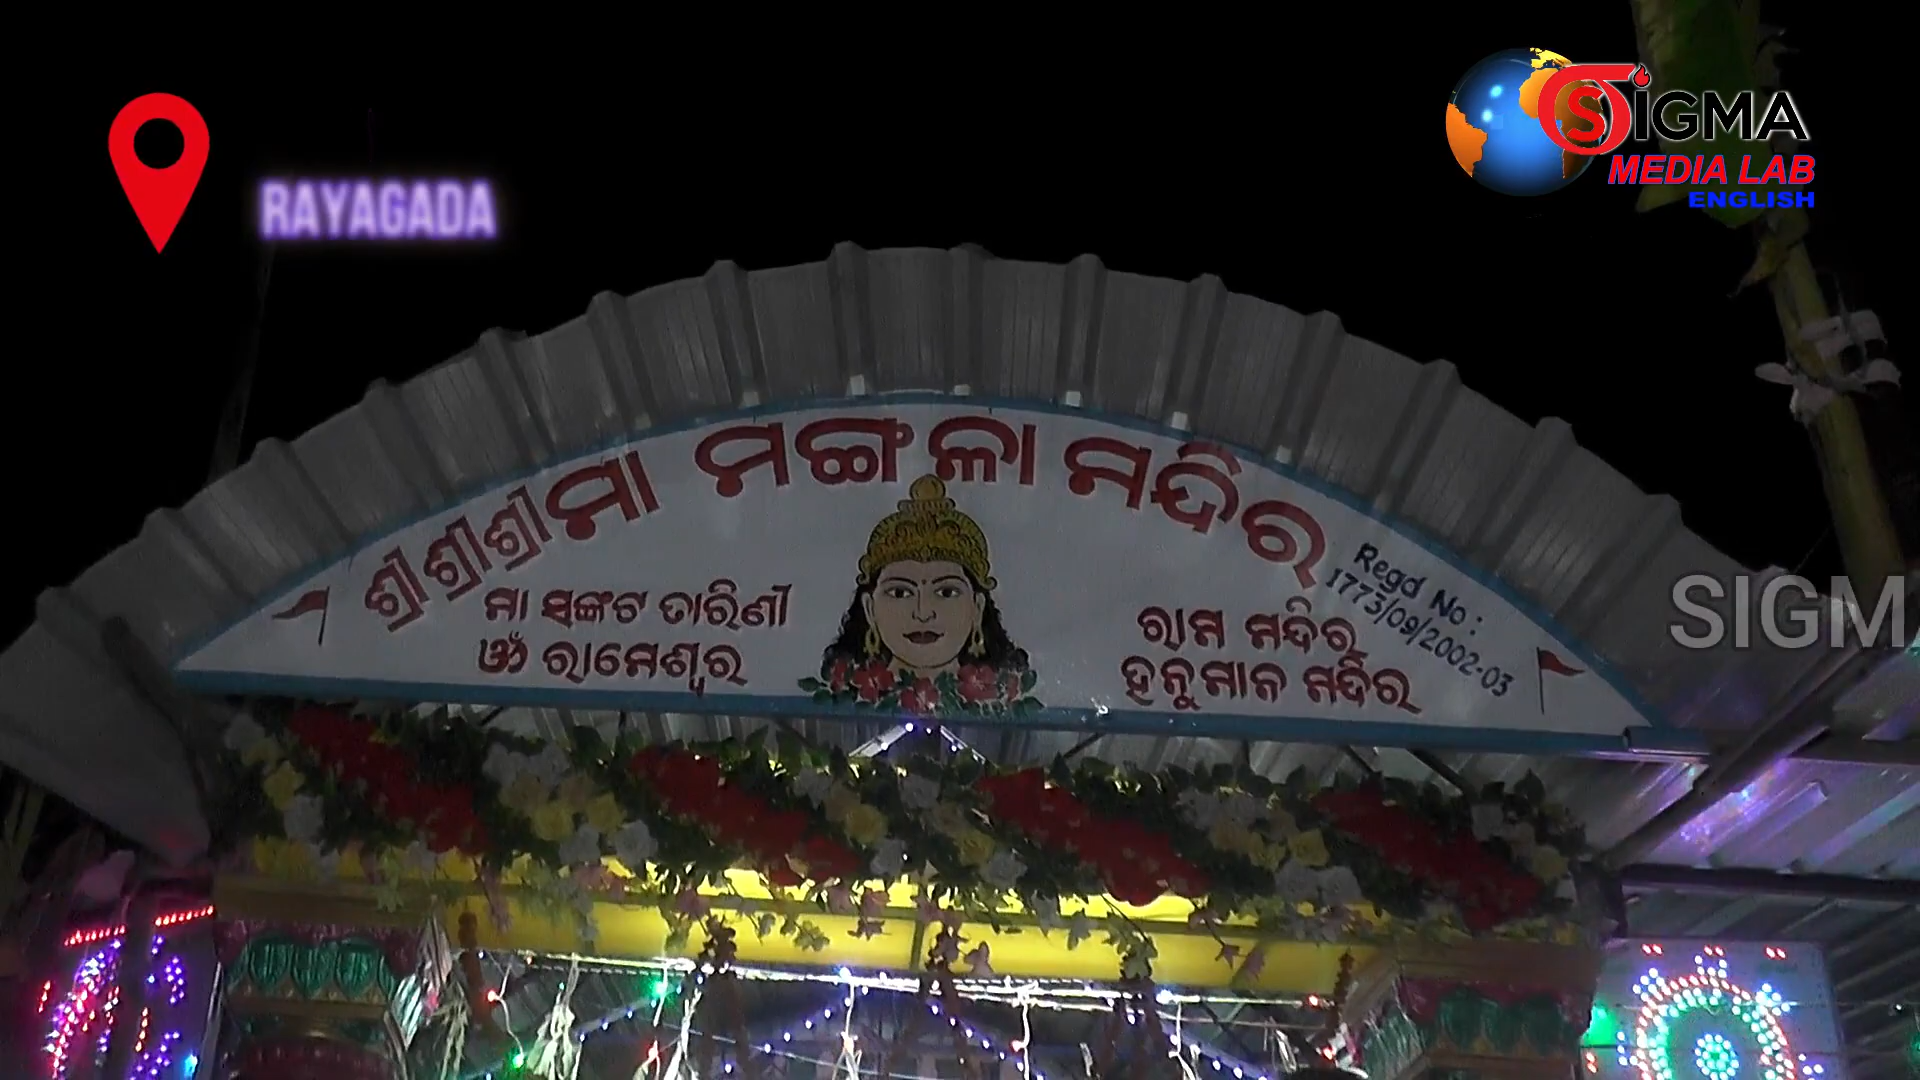 RAYAGADA
SIGMA
MEDIA LAB
ENGLISH
ଶ୍ରୀଶ୍ରୀଶ୍ରୀମା ମଙ୍ଗଳା ମନ୍ଦିର
ମା ସଙ୍କଟ ତାରିଣୀ
ଓଁ ରାମେଶ୍ୱର
ରାମ ମନ୍ଦିର
ହନୁମାନ ମନ୍ଦିର
Regd No:
1773/09/2002-03
SIGM